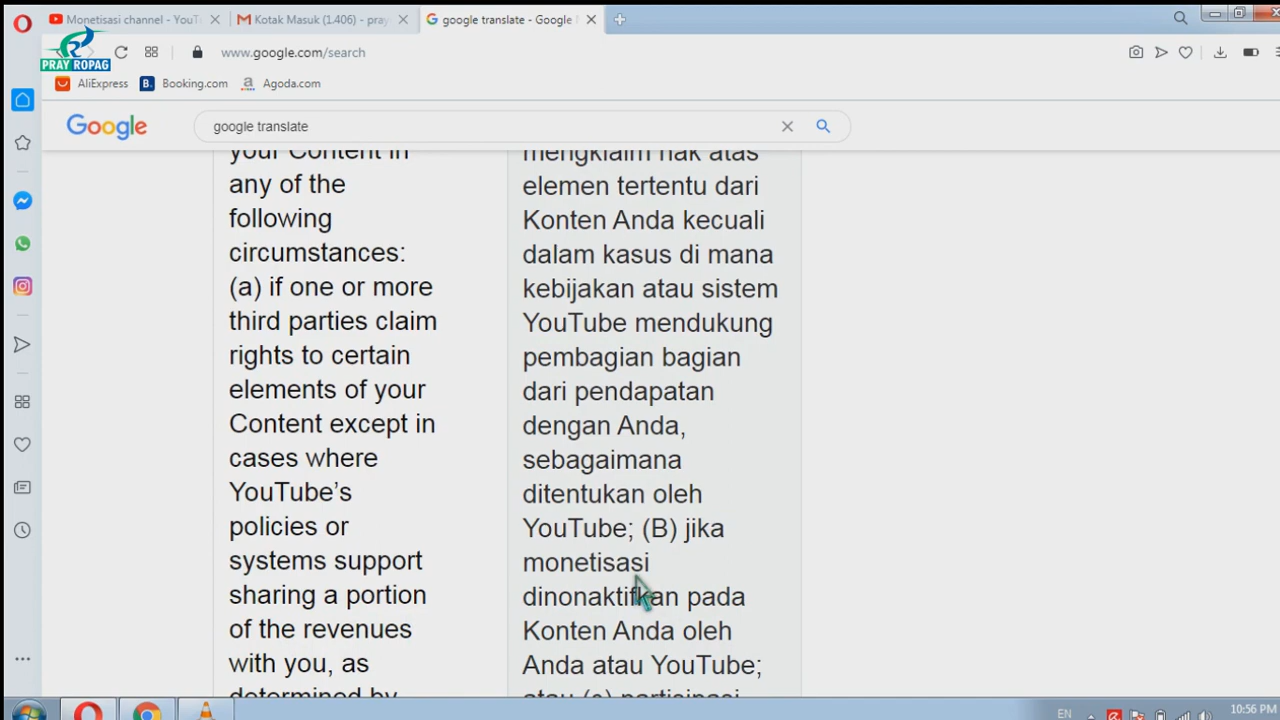 Monetisasi channel - YouT
Kotak Masuk (1.406) - pray
google translate - Google
PRAY ROPAG
www.google.com/search
AliExpress
B. Booking.com
a Agoda.com
Google
google translate
your Content in
any of the
following
circumstances:
(a) if one or more
third parties claim
rights to certain
elements of your
Content except in
cases where
YouTube’s
policies or
systems support
sharing a portion
of the revenues
with you, as
determined by
mengklaim hak atas
elemen tertentu dari
Konten Anda kecuali
dalam kasus di mana
kebijakan atau sistem
YouTube mendukung
pembagian bagian
dari pendapatan
dengan Anda,
sebagaimana
ditentukan oleh
YouTube; (B) jika
monetisasi
dinonaktifkan pada
Konten Anda oleh
Anda atau YouTube;
atau (c) partisipasi
EN
10:56 PM